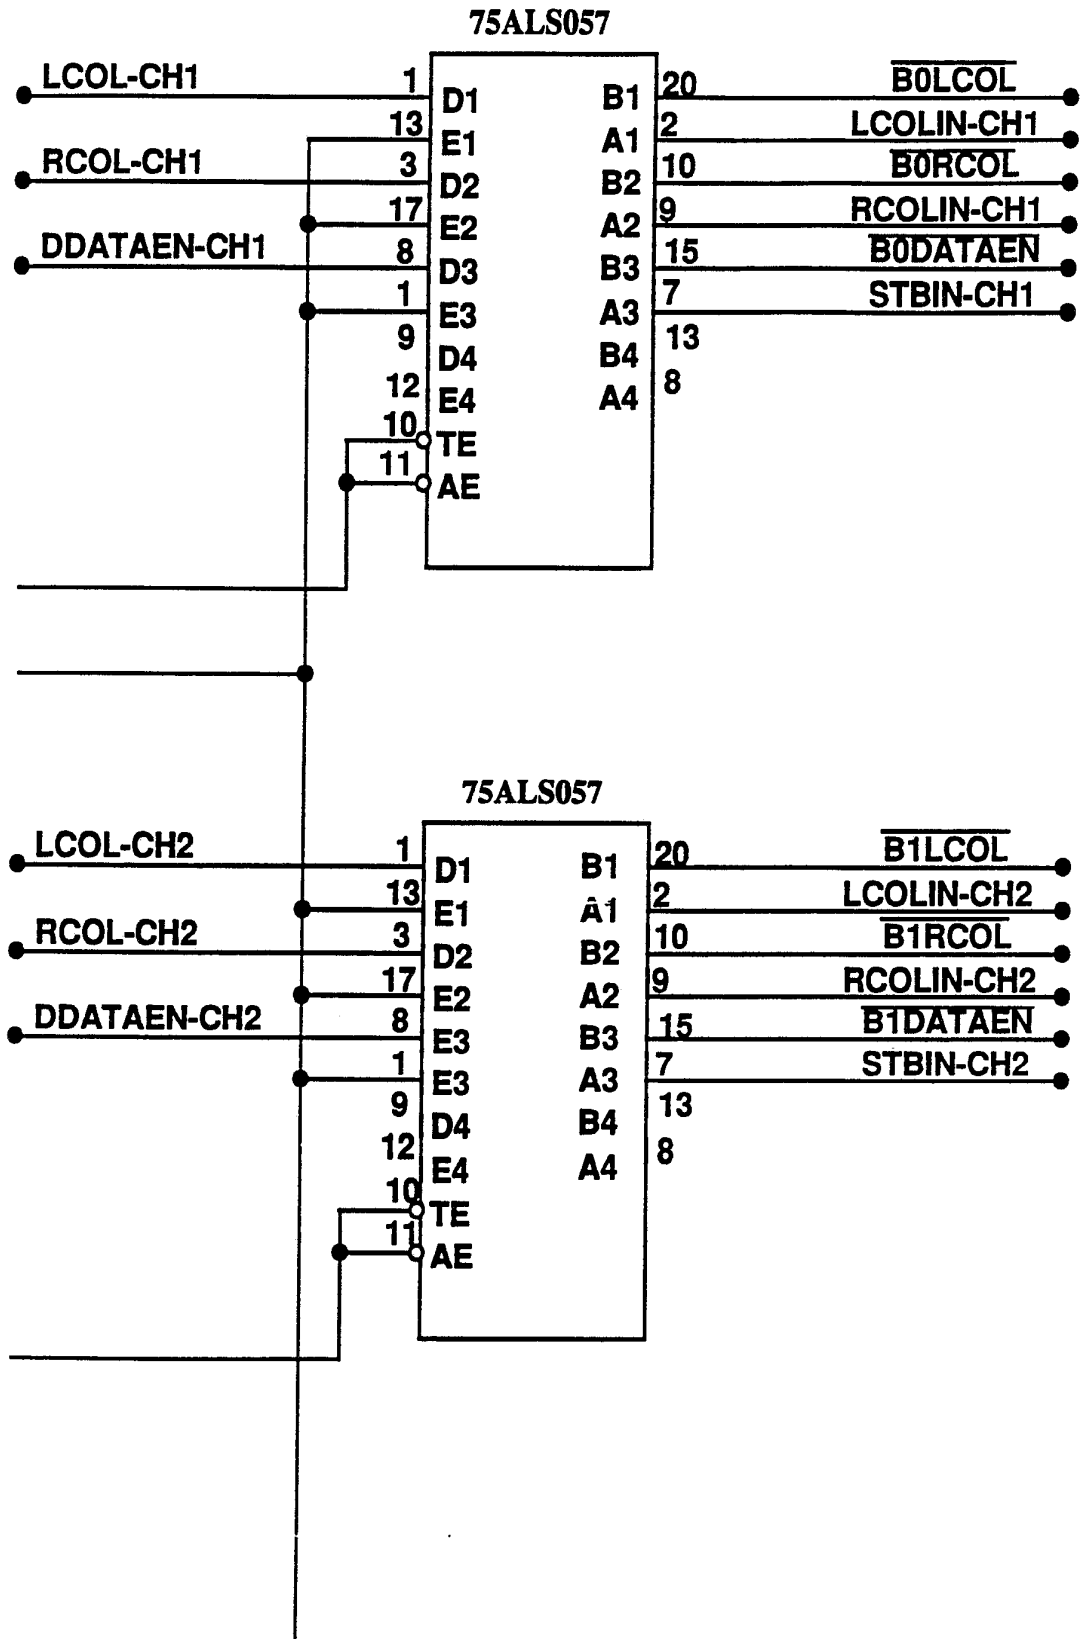 75ALS057
LCOL-CH1 1 D1 B1 20 B0LCOL
13 E1 A1 2 LCOLIN-CH1
RCOL-CH1 3 D2 B2 10 B0RCOL
17 E2 A2 9 RCOLIN-CH1
DDATAEN-CH1 8 D3 B3 15 B0DATAEN
1 E3 A3 7 STBIN-CH1
9 D4 B4 13
12 E4 A4 8
10 TE
11 AE
75ALS057
LCOL-CH2 1 D1 B1 20 B1LCOL
13 E1 A1 2 LCOLIN-CH2
RCOL-CH2 3 D2 B2 10 B1RCOL
17 E2 A2 9 RCOLIN-CH2
DDATAEN-CH2 8 E3 B3 15 B1DATAEN
1 E3 A3 7 STBIN-CH2
9 D4 B4 13
12 E4 A4 8
10 TE
11 AE